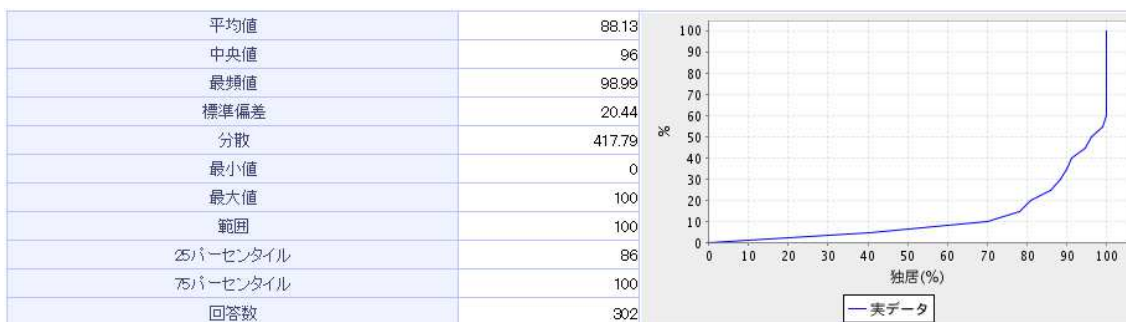 平均値 88.13
中央値 96
最頻値 98.99
標準偏差 20.44
分散 417.79
最小値 0
最大値 100
範囲 100
25パーセンタイル 86
75パーセンタイル 100
回答数 302
100
90
80
70
60
50
40
30
20
10
0
%
0 10 20 30 40 50 60 70 80 90 100
独居(%)
実データ